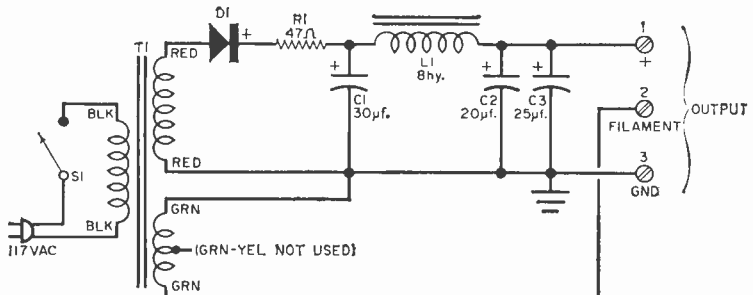 D1
+
R1
47Ω
T1
RED
L1
8hy.
+
C1
30µf.
+
C2
20µf.
+
C3
25µf.
1
+
2
FILAMENT
OUTPUT
3
GND
BLK
S1
BLK
117VAC
RED
GRN
(GRN-YEL NOT USED)
GRN